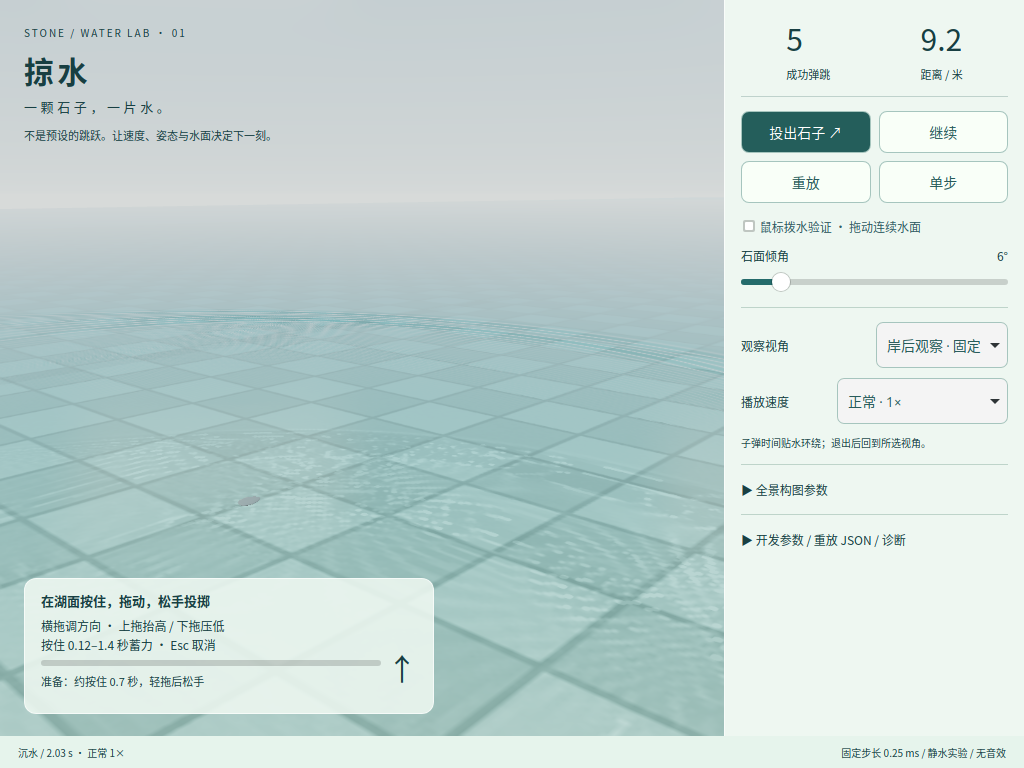 STONE / WATER LAB · 01
掠水
一颗石子，一片水。
不是预设的跳跃。让速度、姿态与水面决定下一刻。
5
成功弹跳
9.2
距离 / 米
投出石子 ↗
继续
重放
单步
鼠标拨水验证 · 拖动连续水面
石面倾角
6°
观察视角
岸后观察 · 固定
播放速度
正常 · 1×
子弹时间贴水环绕；退出后回到所选视角。
▶ 全景构图参数
▶ 开发参数 / 重放 JSON / 诊断
在湖面按住，拖动，松手投掷
横拖调方向 · 上拖抬高 / 下拖压低
按住 0.12–1.4 秒蓄力 · Esc 取消
↑
准备：约按住 0.7 秒，轻拖后松手
沉水 / 2.03 s · 正常 1×
固定步长 0.25 ms / 静水实验 / 无音效